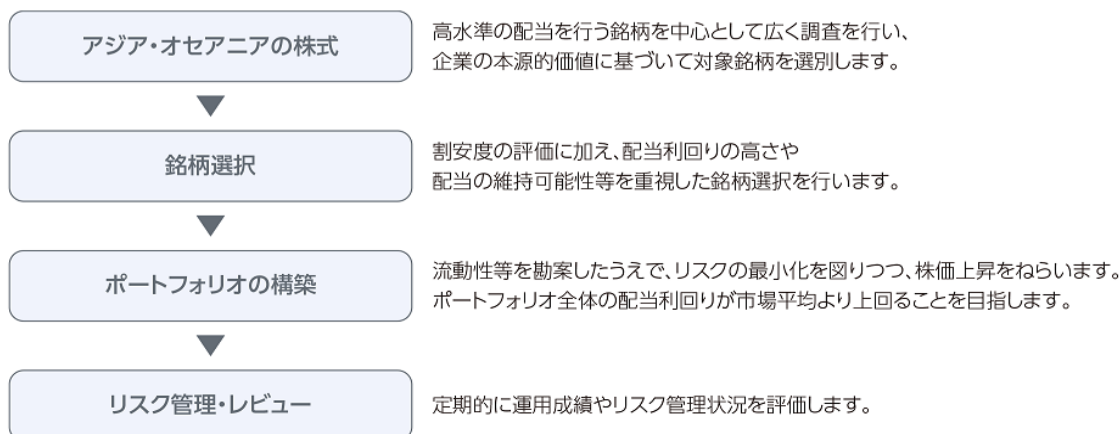 アジア・オセアニアの株式
高水準の配当を行う銘柄を中心として広く調査を行い、
企業の本源的価値に基づいて対象銘柄を選別します。
銘柄選択
割安度の評価に加え、配当利回りの高さや
配当の維持可能性等を重視した銘柄選択を行います。
ポートフォリオの構築
流動性等を勘案したうえで、リスクの最小化を図りつつ、株価上昇をねらいます。
ポートフォリオ全体の配当利回りが市場平均より上回ることを目指します。
リスク管理・レビュー
定期的に運用成績やリスク管理状況を評価します。